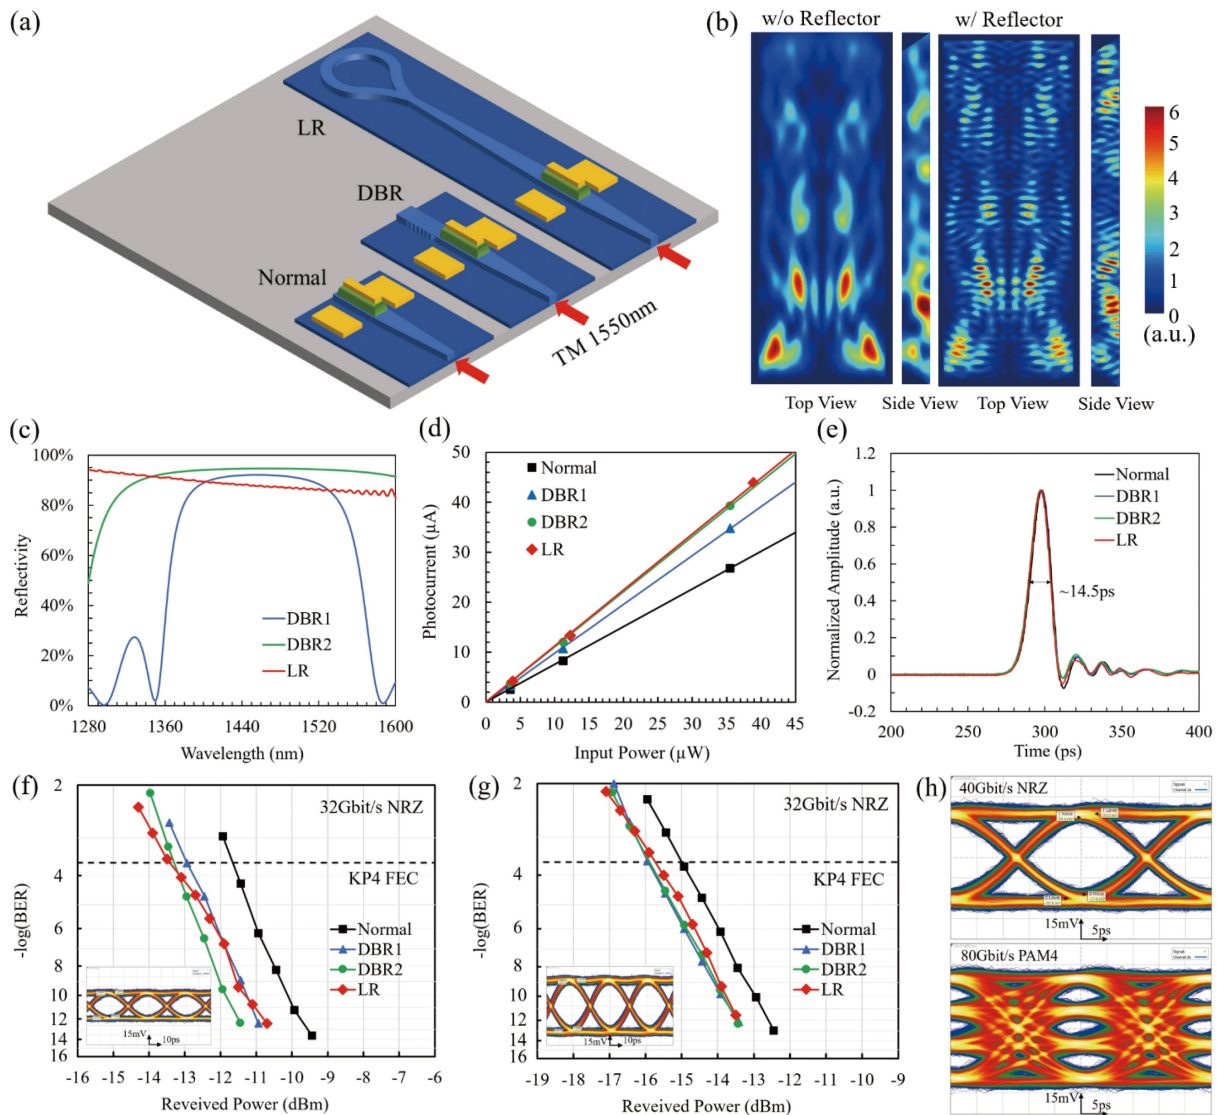 (a)
LR
DBR
Normal
TM 1550nm
(b)
w/o Reflector
w/ Reflector
6
5
4
3
2
1
0
(a.u.)
Top View
Side View
Top View
Side View
(c)
100%
80%
60%
40%
20%
0%
Reflectivity
DBR1
DBR2
LR
1280
1360
1440
1520
1600
Wavelength (nm)
(d)
50
40
30
20
10
0
Photocurrent (μA)
Normal
DBR1
DBR2
LR
0
5
10
15
20
25
30
35
40
45
Input Power (μW)
(e)
1.2
1
0.8
0.6
0.4
0.2
0
-0.2
Normalized Amplitude (a.u.)
Normal
DBR1
DBR2
LR
~14.5ps
200
250
300
350
400
Time (ps)
(f)
2
4
6
8
10
12
14
16
-log(BER)
32Gbit/s NRZ
KP4 FEC
Normal
DBR1
DBR2
LR
15mV
10ps
-16
-15
-14
-13
-12
-11
-10
-9
-8
-7
-6
Reveived Power (dBm)
(g)
2
4
6
8
10
12
14
16
-log(BER)
32Gbit/s NRZ
KP4 FEC
Normal
DBR1
DBR2
LR
15mV
10ps
-19
-18
-17
-16
-15
-14
-13
-12
-11
-10
-9
Reveived Power (dBm)
(h)
40Gbit/s NRZ
15mV
5ps
80Gbit/s PAM4
15mV
5ps